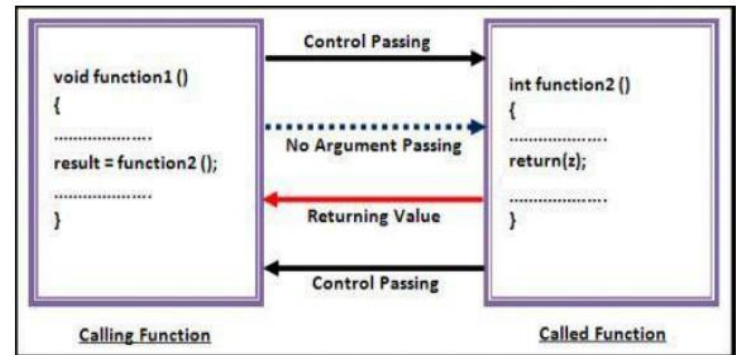 void function1 ()
{
...................
result = function2 ();
...................
}
Calling Function
Control Passing
No Argument Passing
Returning Value
Control Passing
int function2 ()
{
...................
return(z);
...................
}
Called Function